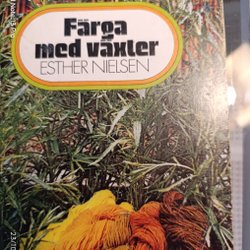 Färga
med växter
ESTHER NIELSEN